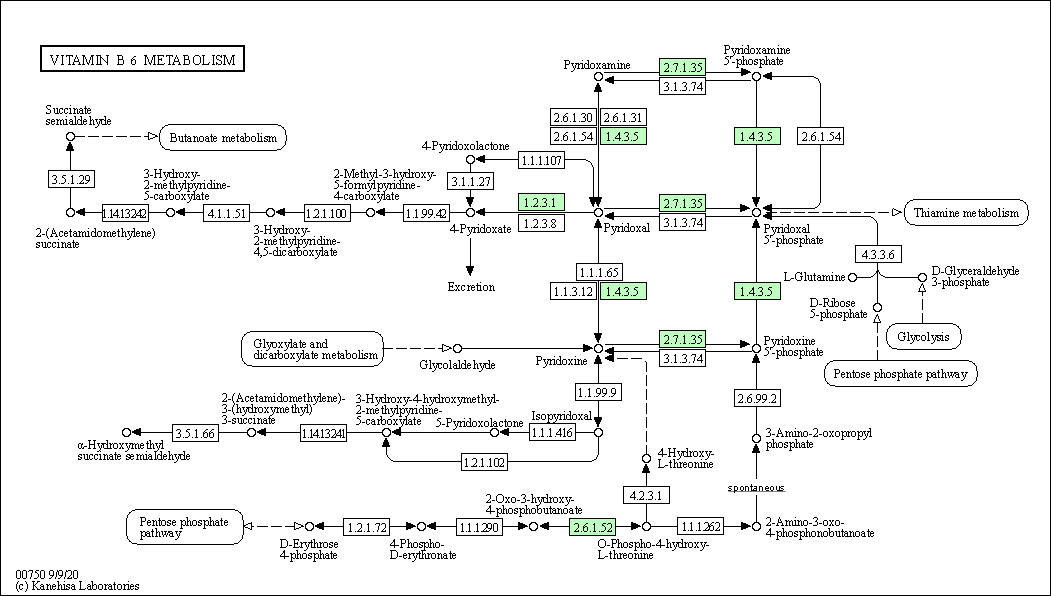 VITAMIN B 6 METABOLISM
Pyridoxamine
Pyridoxamine
5'-phosphate
2.7.1.35
3.1.3.74
Succinate
semialdehyde
Butanoate metabolism
2.6.1.30
2.6.1.31
2.6.1.54
1.4.3.5
1.4.3.5
2.6.1.54
4-Pyridoxolactone
1.1.1.107
3.5.1.29
3-Hydroxy-
2-methylpyridine-
5-carboxylate
2-Methyl-3-hydroxy-
5-formylpyridine-
4-carboxylate
3.1.1.27
1.14.13.242
4.1.1.51
1.2.1.100
1.1.99.42
1.2.3.1
1.2.3.8
2.7.1.35
3.1.3.74
Thiamine metabolism
2-(Acetamidomethylene)
succinate
3-Hydroxy-
2-methylpyridine-
4,5-dicarboxylate
4-Pyridoxate
Pyridoxal
Pyridoxal
5'-phosphate
4.3.3.6
Excretion
1.1.1.65
1.1.3.12
1.4.3.5
1.4.3.5
L-Glutamine
D-Glyceraldehyde
3-phosphate
D-Ribose
5-phosphate
Glycolysis
Glyoxylate and
dicarboxylate metabolism
Glycolaldehyde
Pyridoxine
2.7.1.35
3.1.3.74
Pyridoxine
5'-phosphate
Pentose phosphate pathway
1.1.99.9
2.6.99.2
2-(Acetamidomethylene)-
3-(hydroxymethyl)
3-succinate
3-Hydroxy-4-hydroxymethyl-
2-methylpyridine-
5-carboxylate
5-Pyridoxolactone
Isopyridoxal
3.5.1.66
1.14.13.241
1.1.1.416
α-Hydroxymethyl
succinate semialdehyde
1.2.1.102
3-Amino-2-oxopropyl
phosphate
4-Hydroxy-
L-threonine
4.2.3.1
spontaneous
2-Oxo-3-hydroxy-
4-phosphobutanoate
Pentose phosphate
pathway
1.2.1.72
1.1.1.290
2.6.1.52
1.1.1.262
D-Erythrose
4-phosphate
4-Phospho-
D-erythronate
O-Phospho-4-hydroxy-
L-threonine
2-Amino-3-oxo-
4-phosphonobutanoate
00750 9/9/20
(c) Kanehisa Laboratories